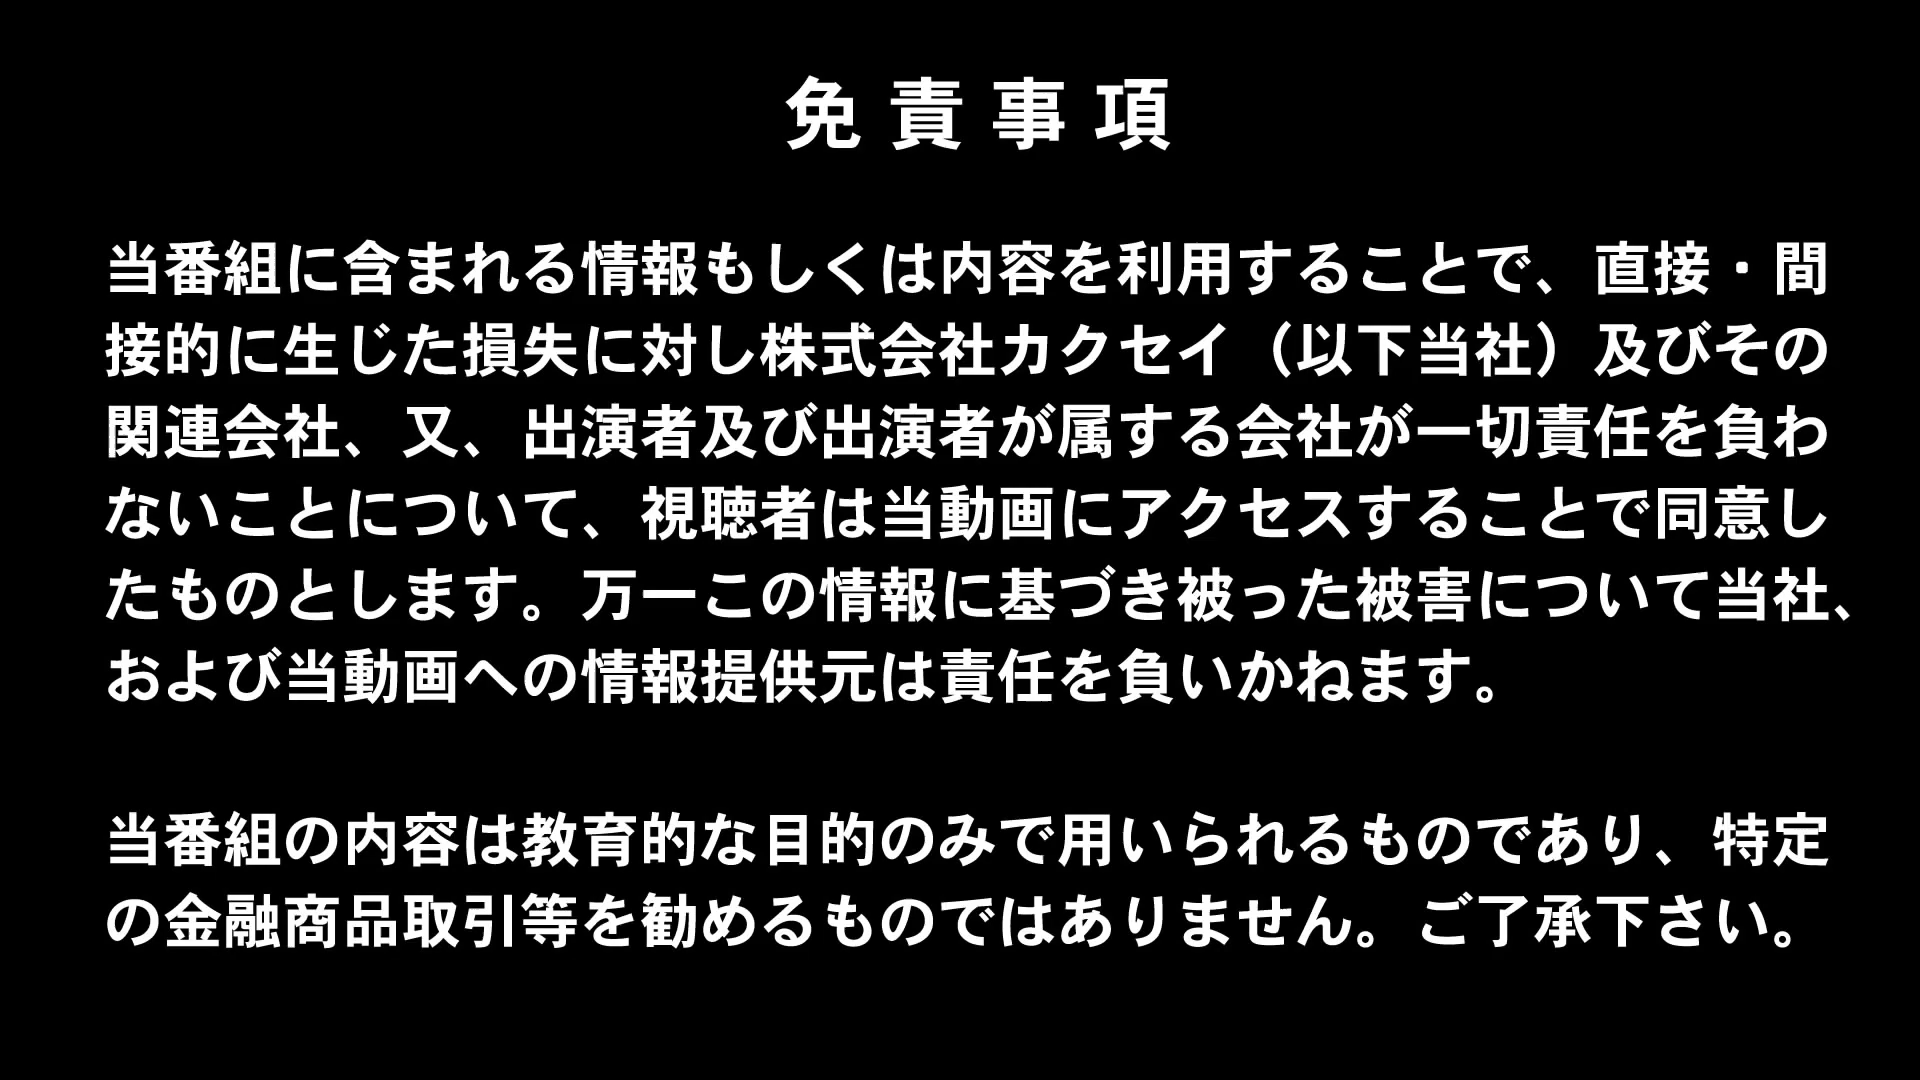 免責事項
当番組に含まれる情報もしくは内容を利用することで、直接・間
接的に生じた損失に対し株式会社カクセイ（以下当社）及びその
関連会社、又、出演者及び出演者が属する会社が一切責任を負わ
ないことについて、視聴者は当動画にアクセスすることで同意し
たものとします。万一この情報に基づき被った被害について当社、
および当動画への情報提供元は責任を負いかねます。
当番組の内容は教育的な目的のみで用いられるものであり、特定
の金融商品取引等を勧めるものではありません。ご了承下さい。